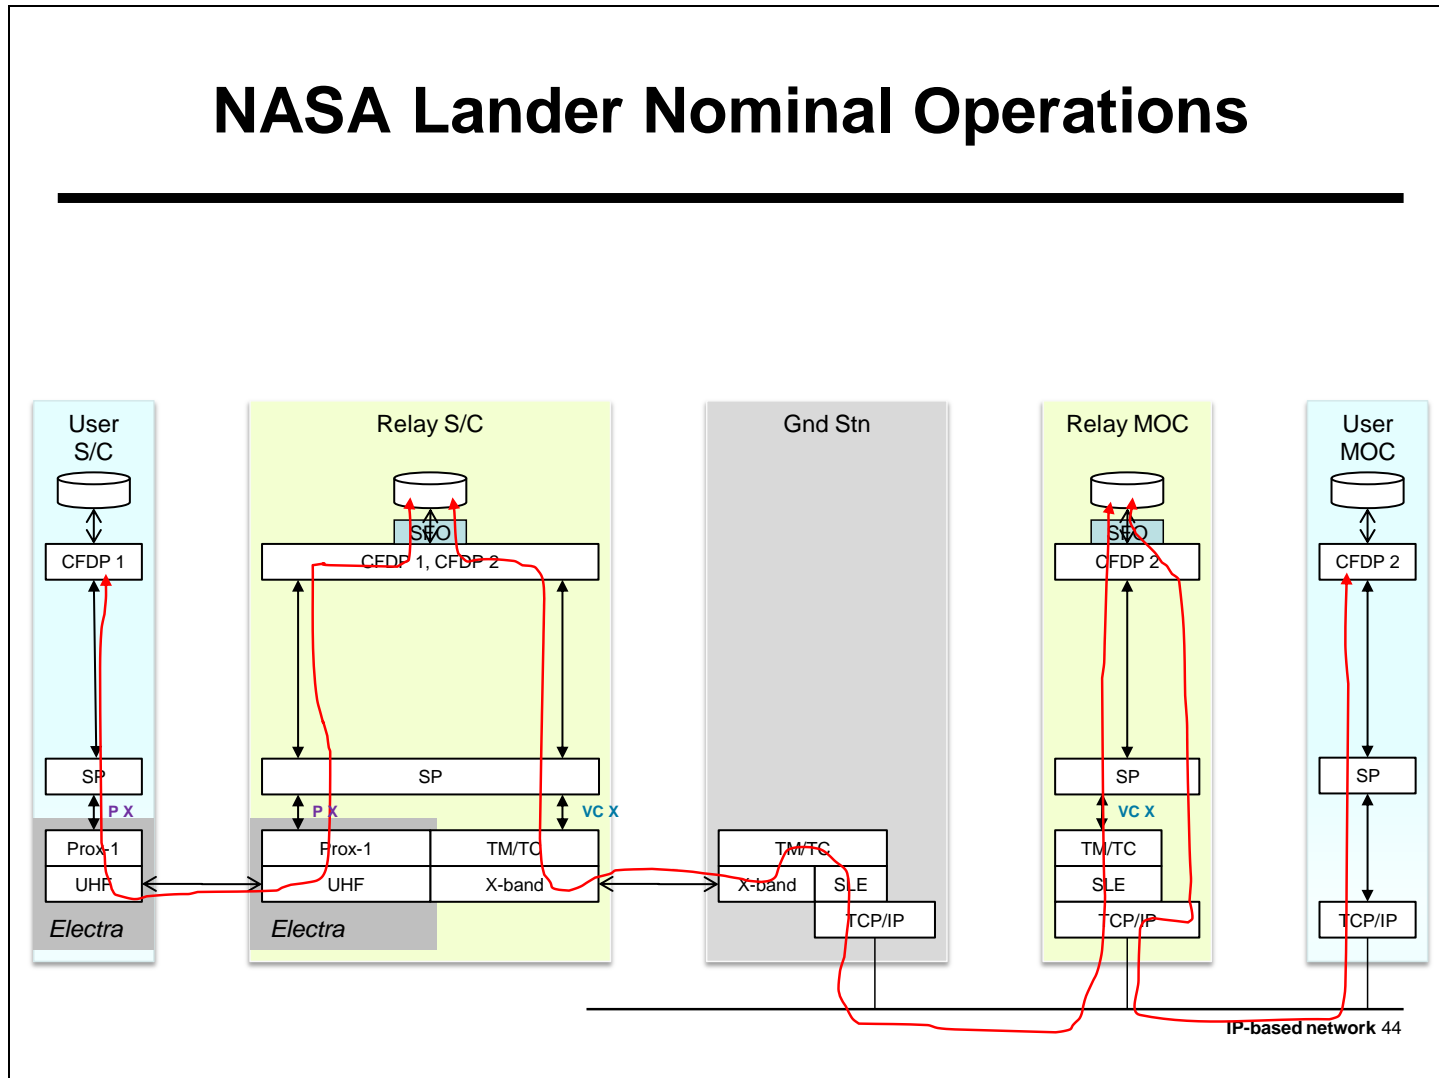 NASA Lander Nominal Operations
User
S/C
CFDP 1
SP
P X
Prox-1
UHF
Electra
Relay S/C
SFO
CFDP 1, CFDP 2
SP
P X
VC X
Prox-1
TM/TC
UHF
X-band
Electra
Gnd Stn
TM/TC
X-band
SLE
TCP/IP
Relay MOC
SFO
CFDP 2
SP
VC X
TM/TC
SLE
TCP/IP
User
MOC
CFDP 2
SP
TCP/IP
IP-based network 44